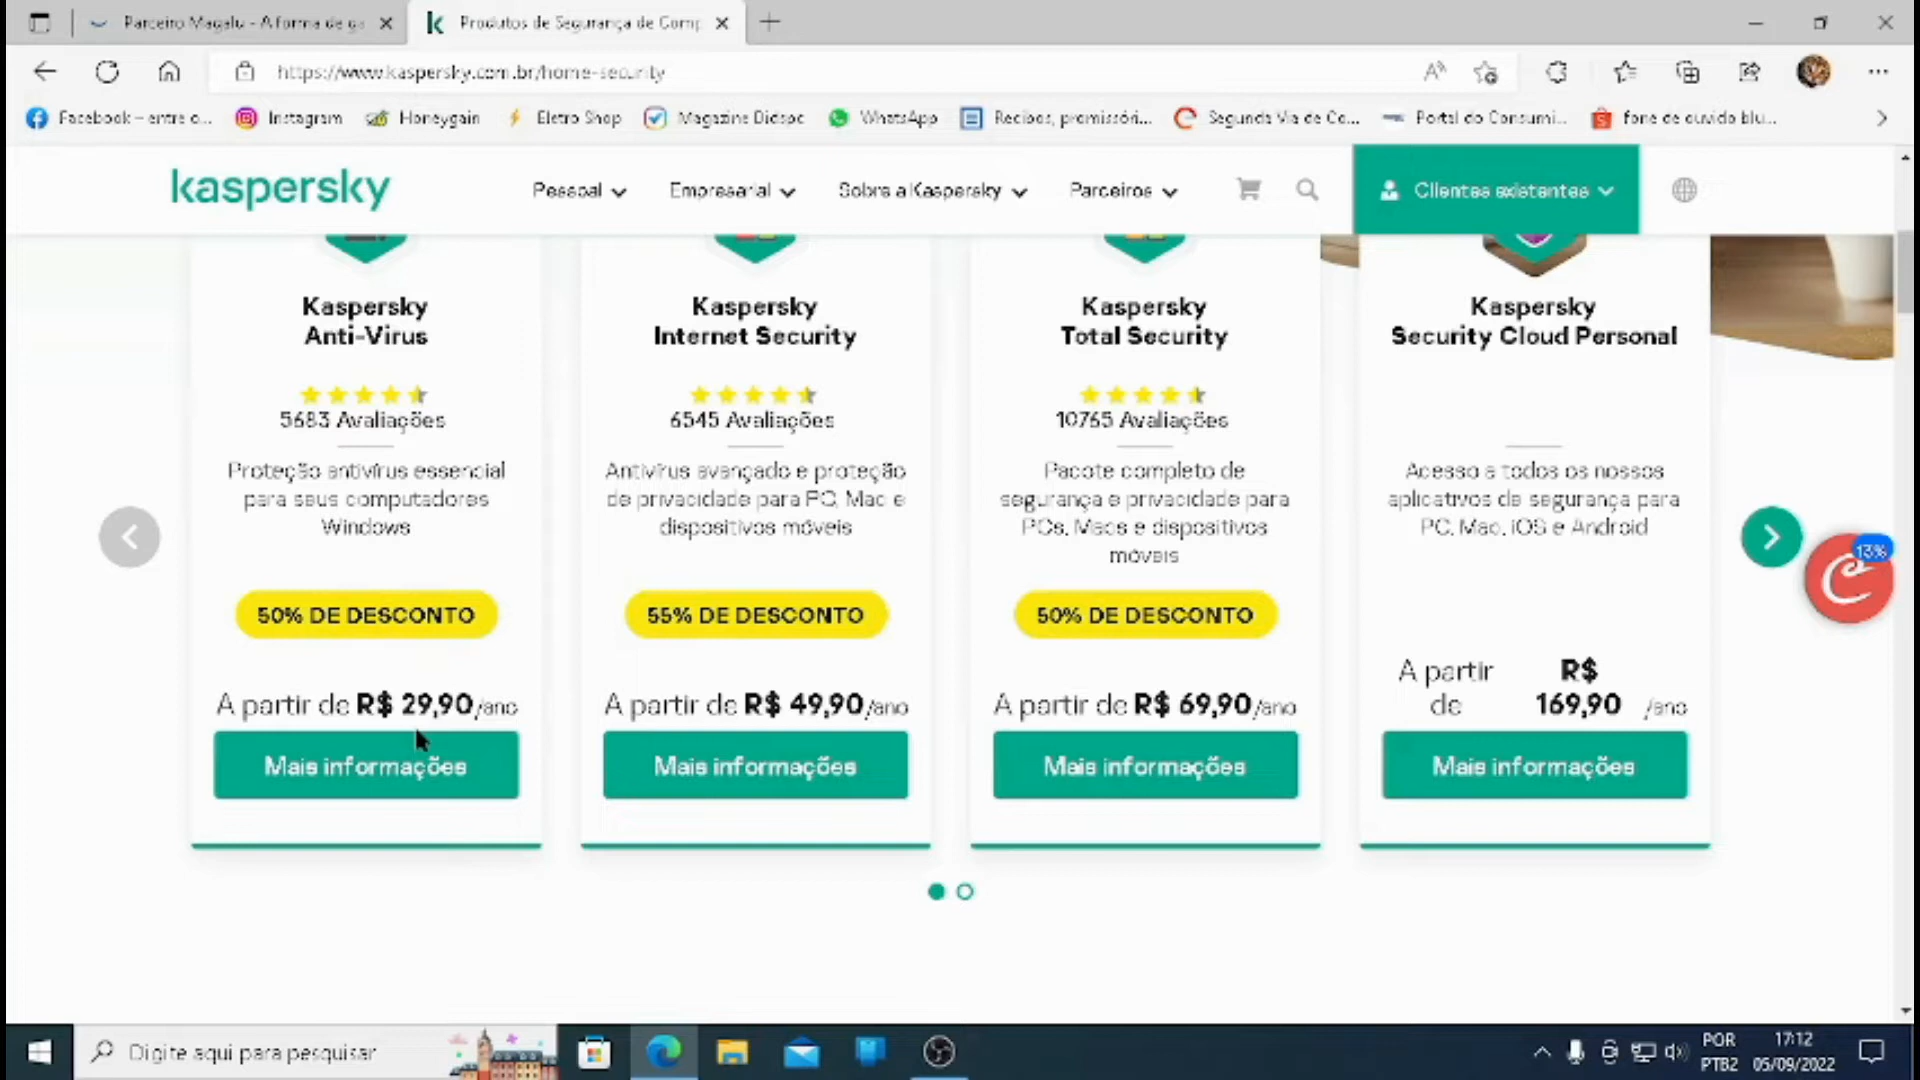 Parceiro Magalu - A forma de ga
Produtos de Segurança de Comp
https://www.kaspersky.com.br/home-security
Facebook – entre o...
Instagram
Honeygain
Eletro Shop
Magazine Didspc
WhatsApp
Recibos, promissóri...
Segunda Via de Co...
Portal do Consumi...
fone de ouvido blu...
kaspersky
Pessoal
Empresarial
Sobre a Kaspersky
Parceiros
Clientes existentes
Kaspersky
Anti-Virus
5683 Avaliações
Proteção antivírus essencial
para seus computadores
Windows
50% DE DESCONTO
A partir de R$ 29,90/ano
Mais informações
Kaspersky
Internet Security
6545 Avaliações
Antivírus avançado e proteção
de privacidade para PC, Mac e
dispositivos móveis
55% DE DESCONTO
A partir de R$ 49,90/ano
Mais informações
Kaspersky
Total Security
10765 Avaliações
Pacote completo de
segurança e privacidade para
PCs, Macs e dispositivos
móveis
50% DE DESCONTO
A partir de R$ 69,90/ano
Mais informações
Kaspersky
Security Cloud Personal
Acesso a todos os nossos
aplicativos de segurança para
PC, Mac, iOS e Android
A partir R$
de 169,90 /ano
Mais informações
13%
Digite aqui para pesquisar
POR
PTB2
17:12
05/09/2022